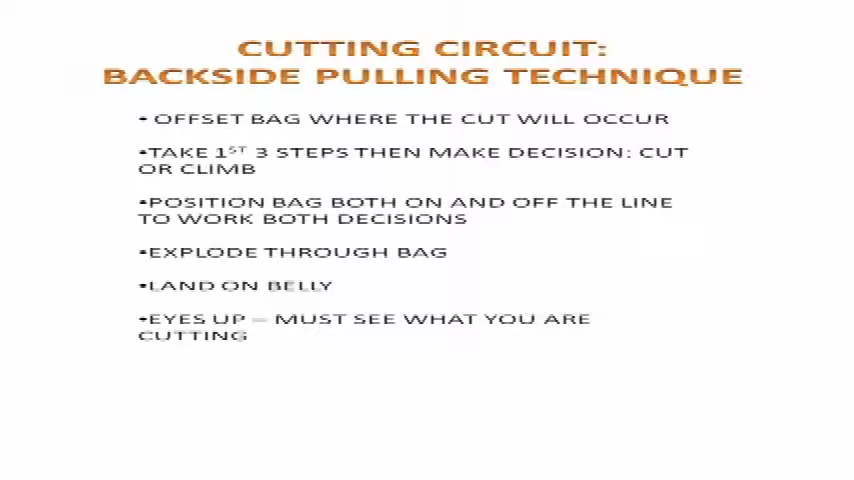 CUTTING CIRCUIT:
BACKSIDE PULLING TECHNIQUE
• OFFSET BAG WHERE THE CUT WILL OCCUR
•TAKE 1ST 3 STEPS THEN MAKE DECISION: CUT
OR CLIMB
•POSITION BAG BOTH ON AND OFF THE LINE
TO WORK BOTH DECISIONS
•EXPLODE THROUGH BAG
•LAND ON BELLY
•EYES UP – MUST SEE WHAT YOU ARE
CUTTING